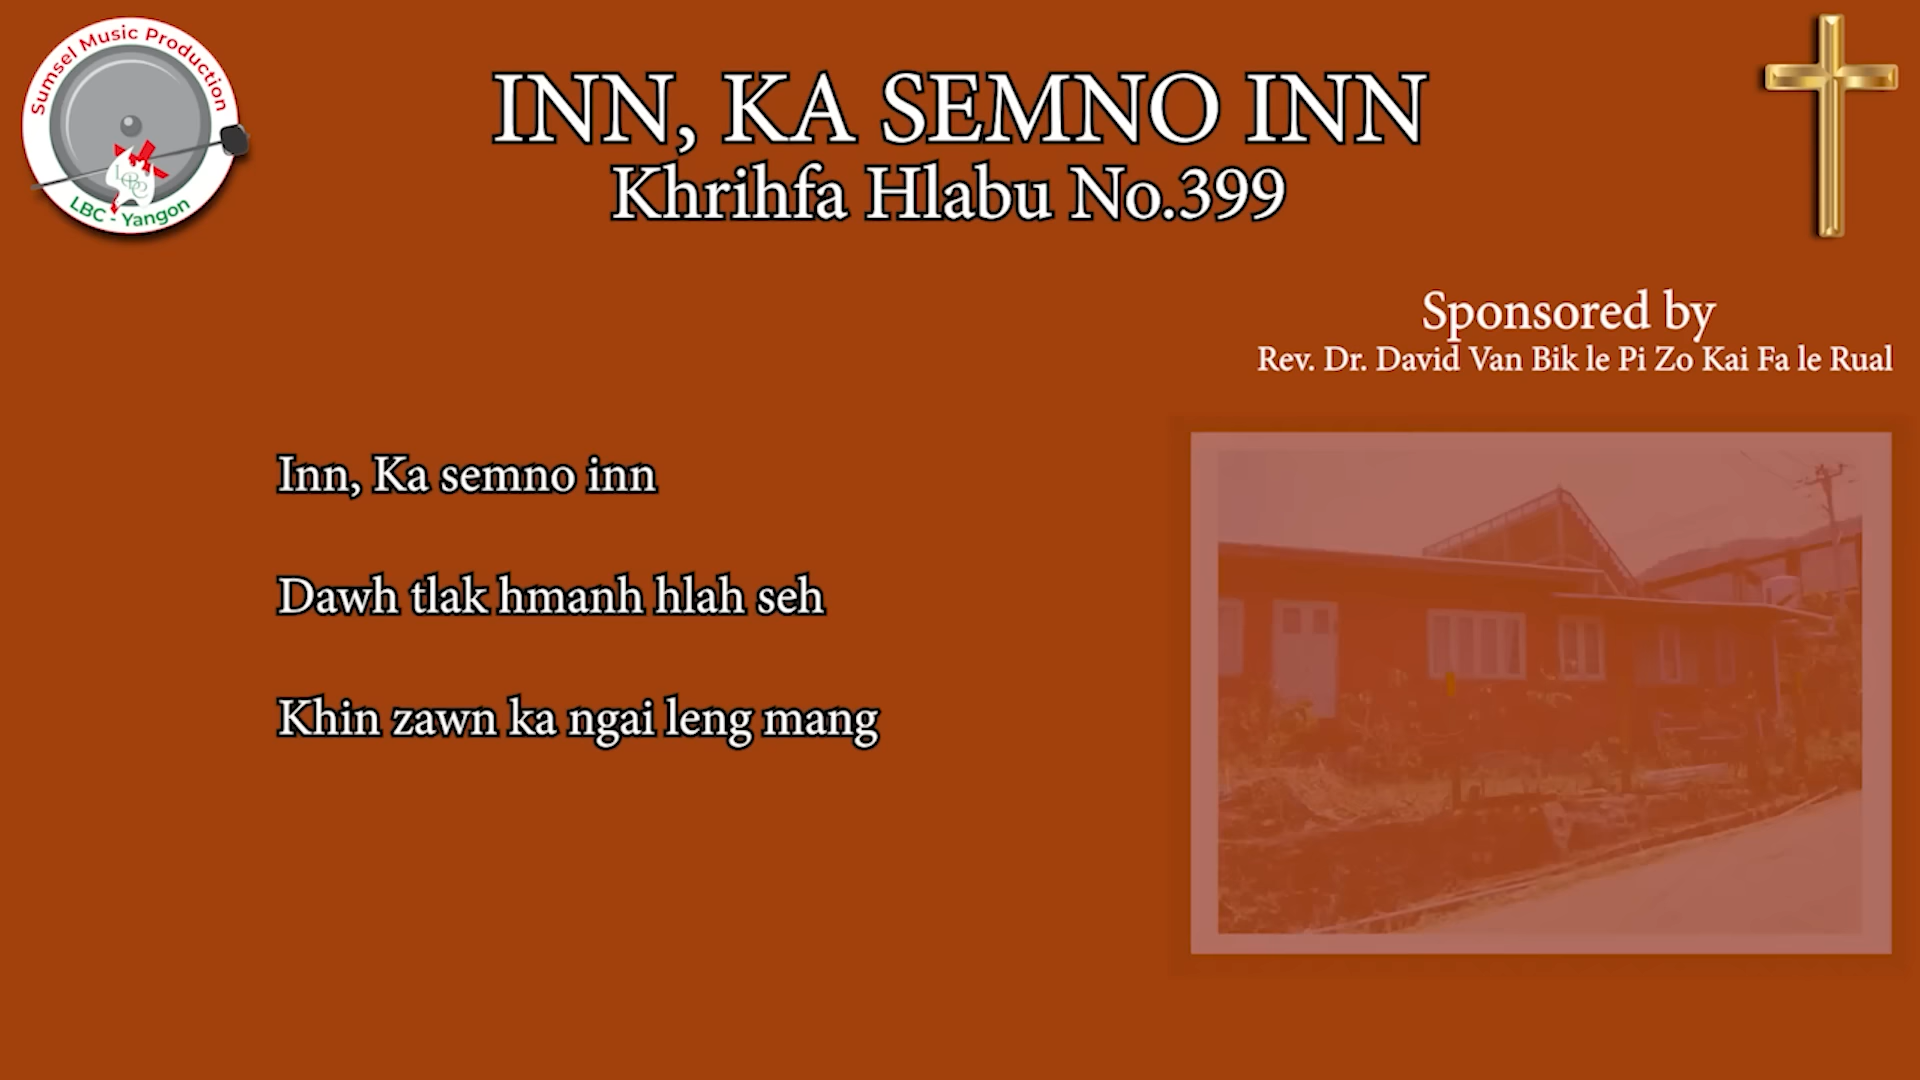 Sumsel Music Production
LBC - Yangon
INN, KA SEMNO INN
Khrihfa Hlabu No.399
Sponsored by
Rev. Dr. David Van Bik le Pi Zo Kai Fa le Rual
Inn, Ka semno inn
Dawh tlak hmanh hlah seh
Khin zawn ka ngai leng mang